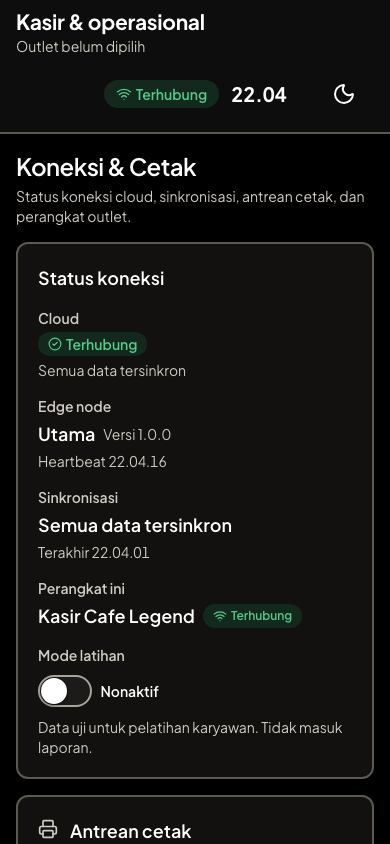 Kasir & operasional
Outlet belum dipilih
Terhubung 22.04
Koneksi & Cetak
Status koneksi cloud, sinkronisasi, antrean cetak, dan
perangkat outlet.
Status koneksi
Cloud
Terhubung
Semua data tersinkron
Edge node
Utama Versi 1.0.0
Heartbeat 22.04.16
Sinkronisasi
Semua data tersinkron
Terakhir 22.04.01
Perangkat ini
Kasir Cafe Legend Terhubung
Mode latihan
Nonaktif
Data uji untuk pelatihan karyawan. Tidak masuk
laporan.
Antrean cetak